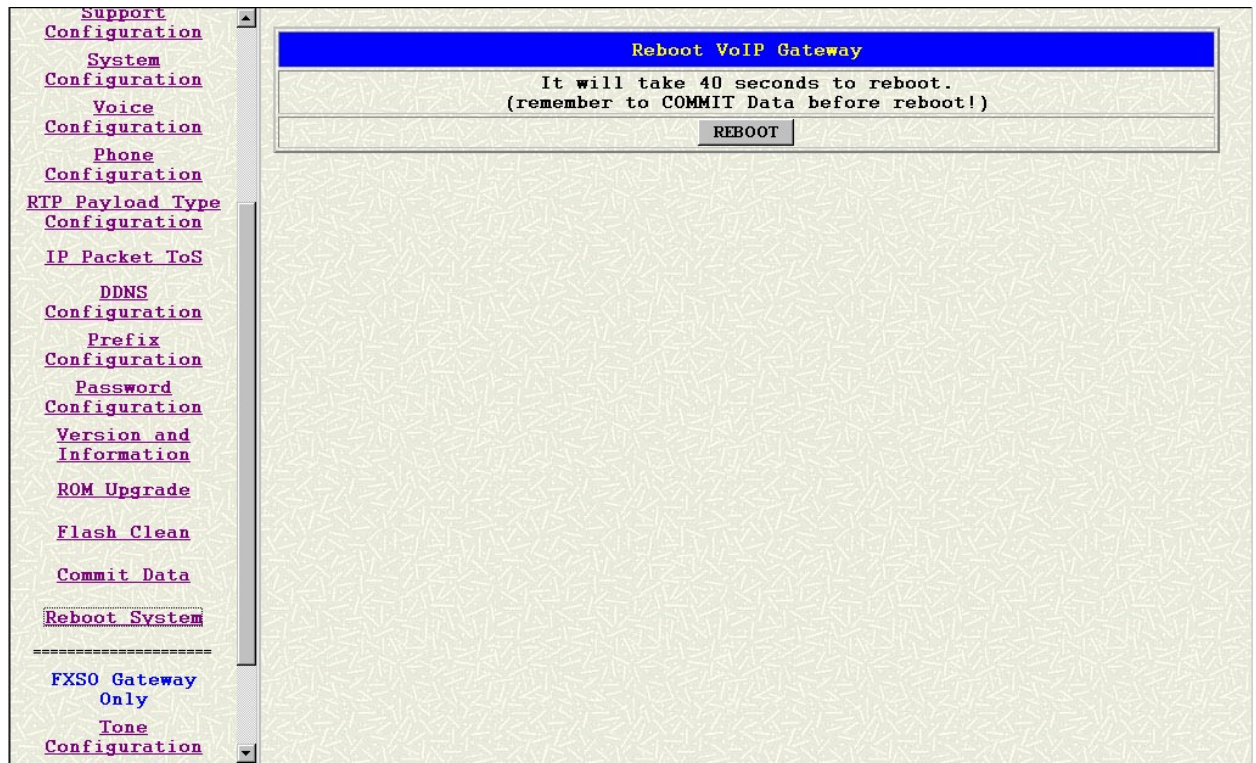 Support
Configuration
System
Configuration
Voice
Configuration
Phone
Configuration
RTP Payload Type
Configuration
IP Packet ToS
DDNS
Configuration
Prefix
Configuration
Password
Configuration
Version and
Information
ROM Upgrade
Flash Clean
Commit Data
Reboot System
=====================
FXSO Gateway
Only
Tone
Configuration
Reboot VoIP Gateway
It will take 40 seconds to reboot.
(remember to COMMIT Data before reboot!)
REBOOT